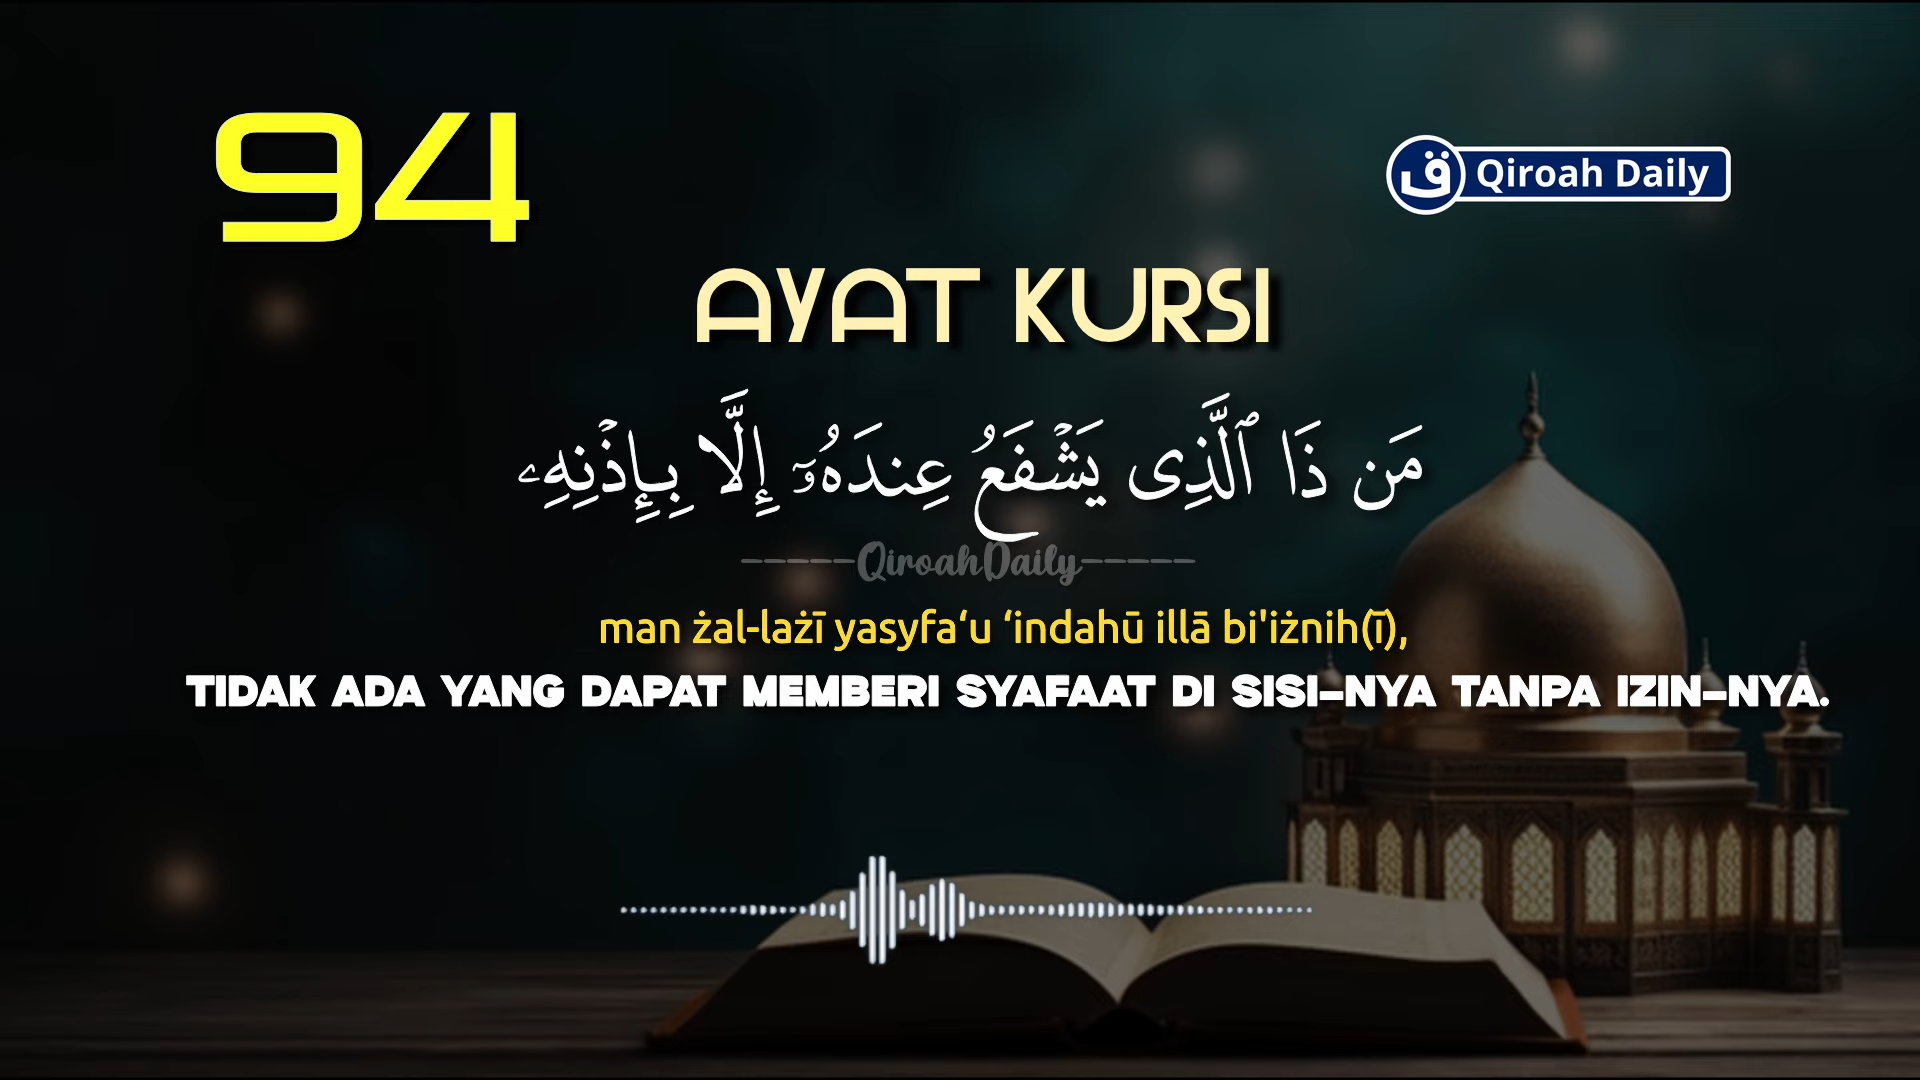 94
ق Qiroah Daily
AYAT KURSI
مَن ذَا ٱلَّذِى يَشْفَعُ عِندَهُۥٓ إِلَّا بِإِذْنِهِۦ
-----QiroahDaily-----
man żal-lażī yasyfa‘u ‘indahū illā bi'iżnih(ī),
TIDAK ADA YANG DAPAT MEMBERI SYAFAAT DI SISI-NYA TANPA IZIN-NYA.